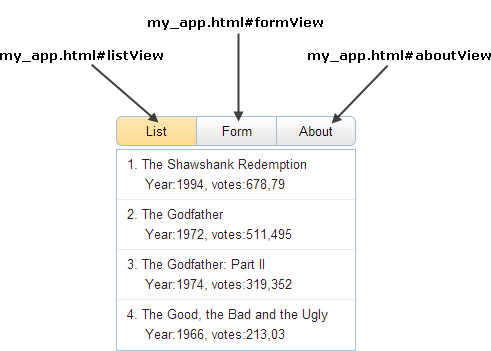 my_app.html#formView
my_app.html#listView
my_app.html#aboutView
List
Form
About
1. The Shawshank Redemption
Year:1994, votes:678,79
2. The Godfather
Year:1972, votes:511,495
3. The Godfather: Part II
Year:1974, votes:319,352
4. The Good, the Bad and the Ugly
Year:1966, votes:213,03